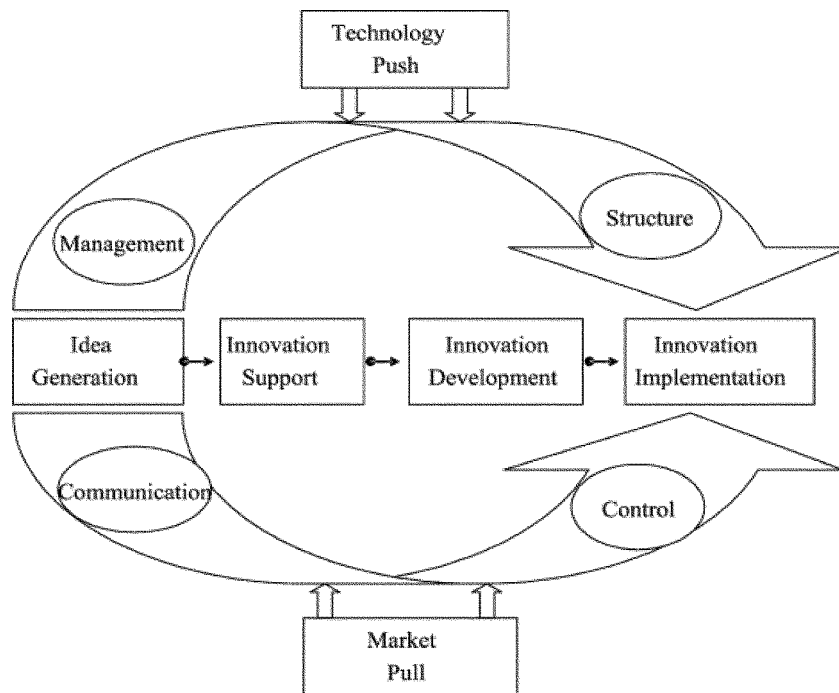 Technology
Push
Management
Structure
Idea
Generation
Innovation
Support
Innovation
Development
Innovation
Implementation
Communication
Control
Market
Pull